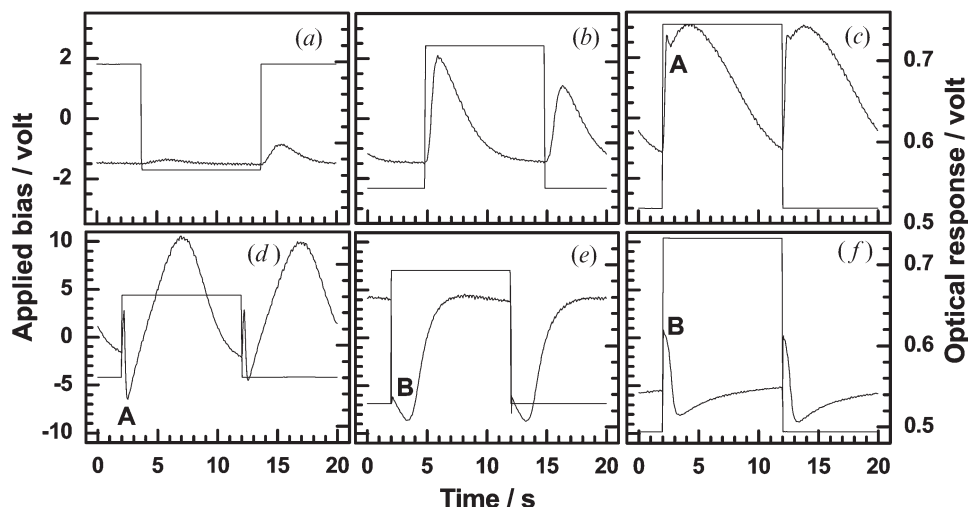 (a)
(b)
(c)
2
0
-2
A
0.7
0.6
0.5
Applied bias / volt
Optical response / volt
10
5
0
-5
-10
(d)
(e)
(f)
A
B
B
0.7
0.6
0.5
0 5 10 15 20
0 5 10 15 20
0 5 10 15 20
Time / s